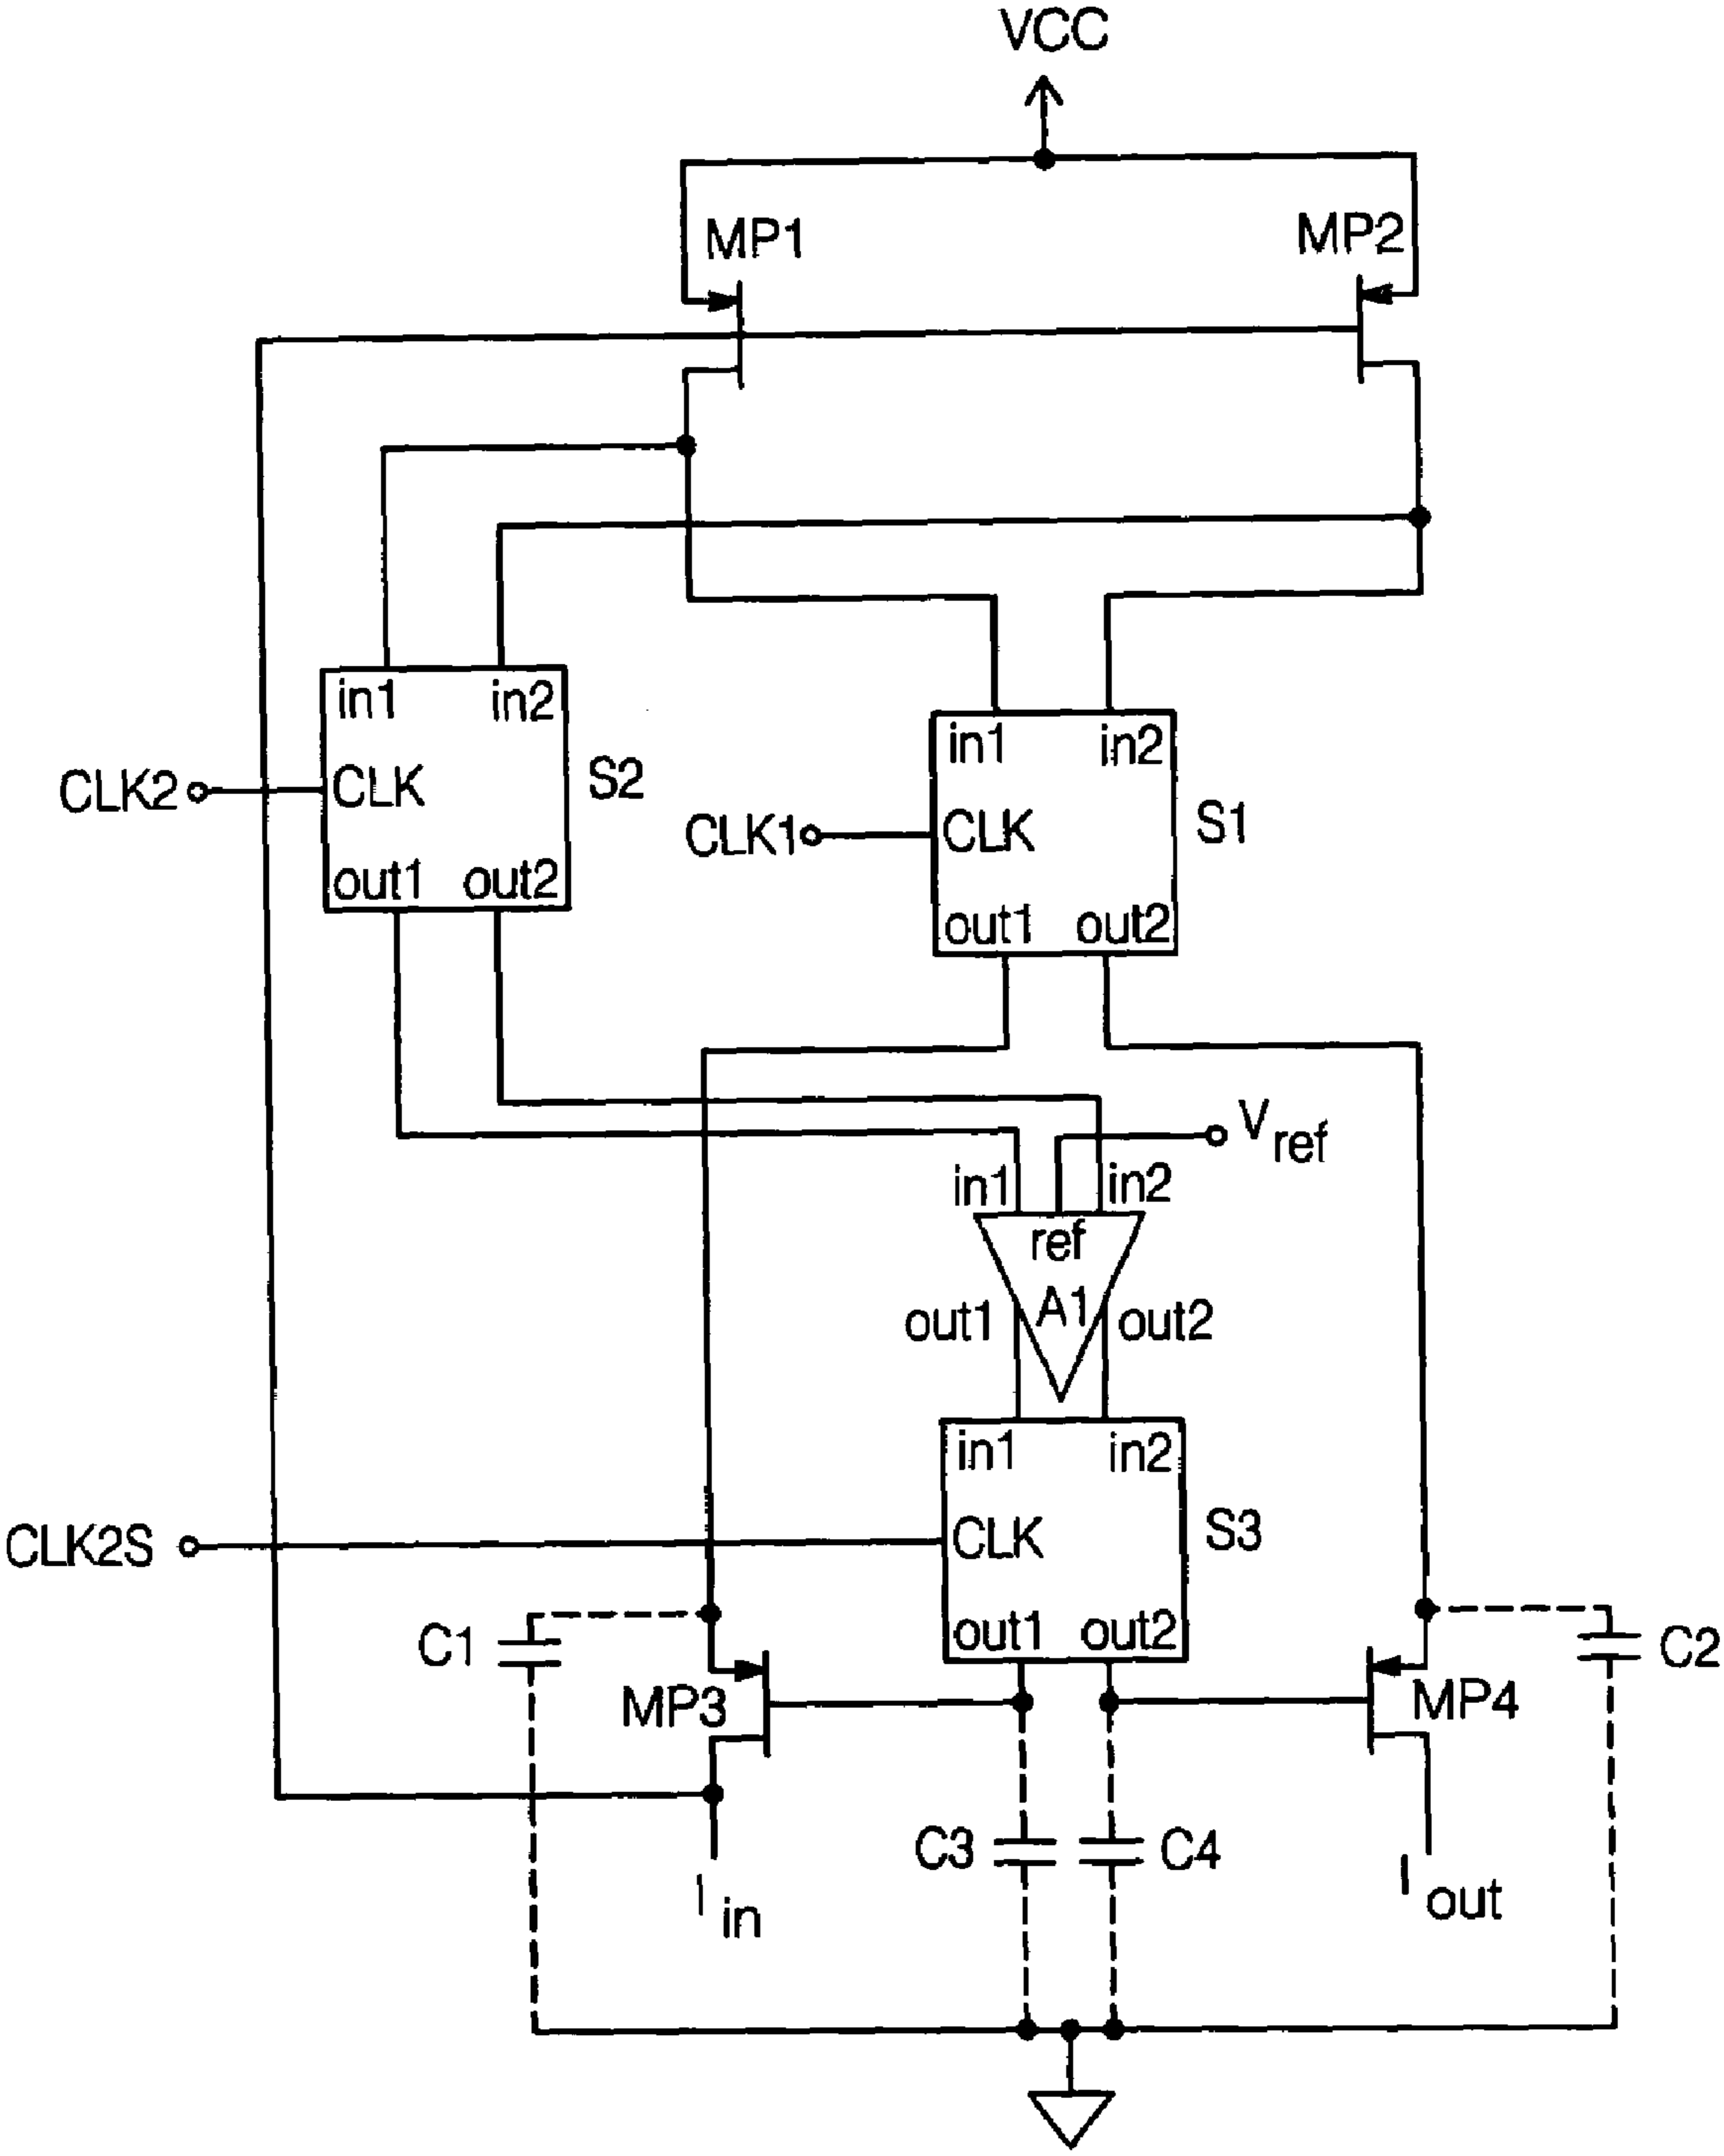 VCC
MP1
MP2
in1
in2
CLK2
CLK
S2
out1
out2
in1
in2
CLK1
CLK
S1
out1
out2
Vref
in1
in2
ref
A1
out1
out2
in1
in2
CLK2S
CLK
S3
out1
out2
C1
C2
MP3
MP4
C3
C4
Iin
Iout